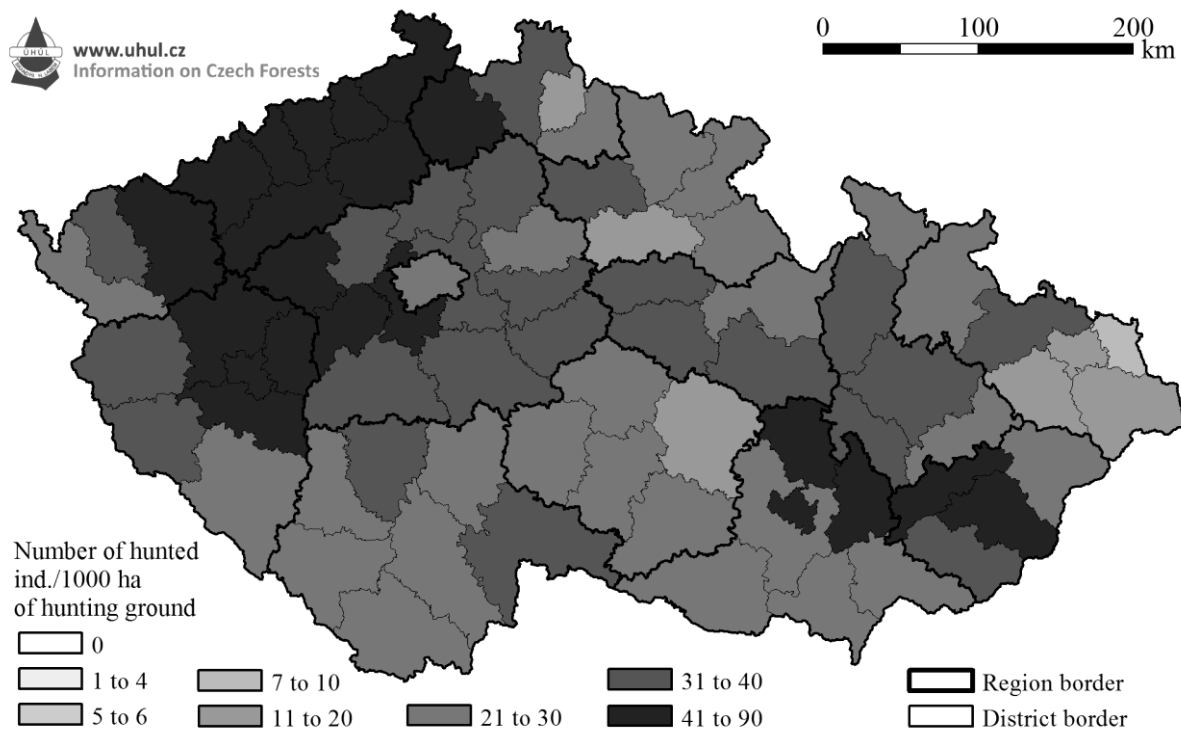 www.uhul.cz
Information on Czech Forests
ÚHÚL
0 100 200
km
Number of hunted
ind./1000 ha
of hunting ground
0
1 to 4
5 to 6
7 to 10
11 to 20
21 to 30
31 to 40
41 to 90
Region border
District border